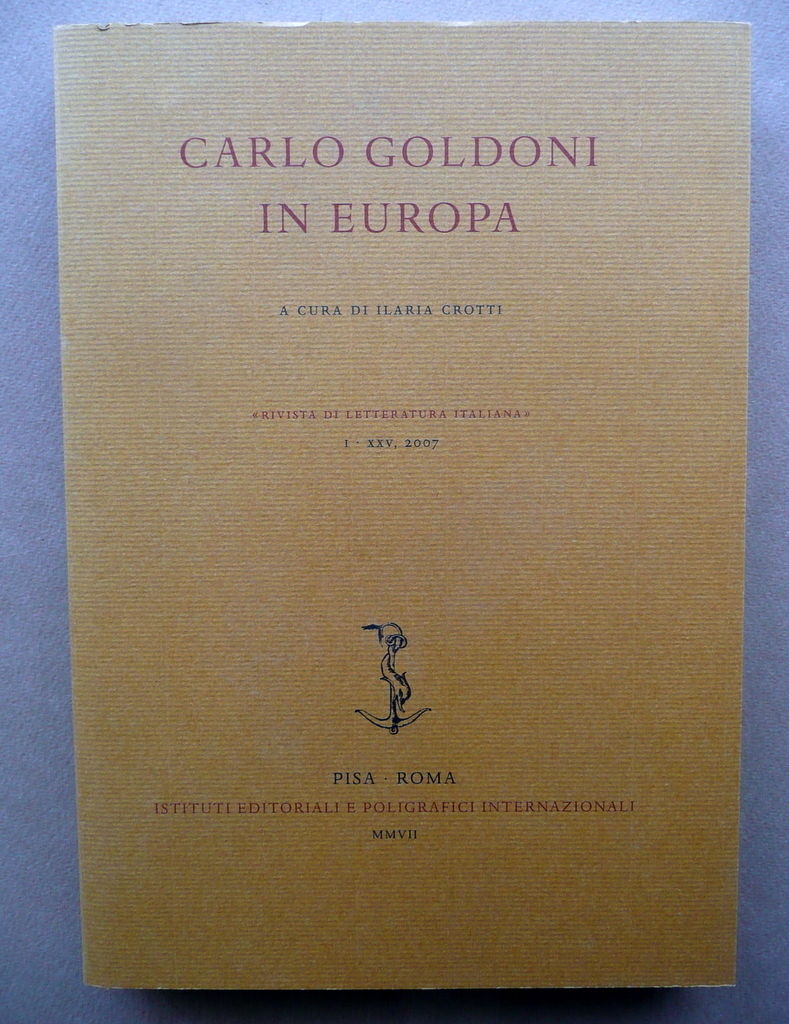 CARLO GOLDONI
IN EUROPA
A CURA DI ILARIA CROTTI
«RIVISTA DI LETTERATURA ITALIANA»
I · XXV, 2007
PISA · ROMA
ISTITUTI EDITORIALI E POLIGRAFICI INTERNAZIONALI
MMVII